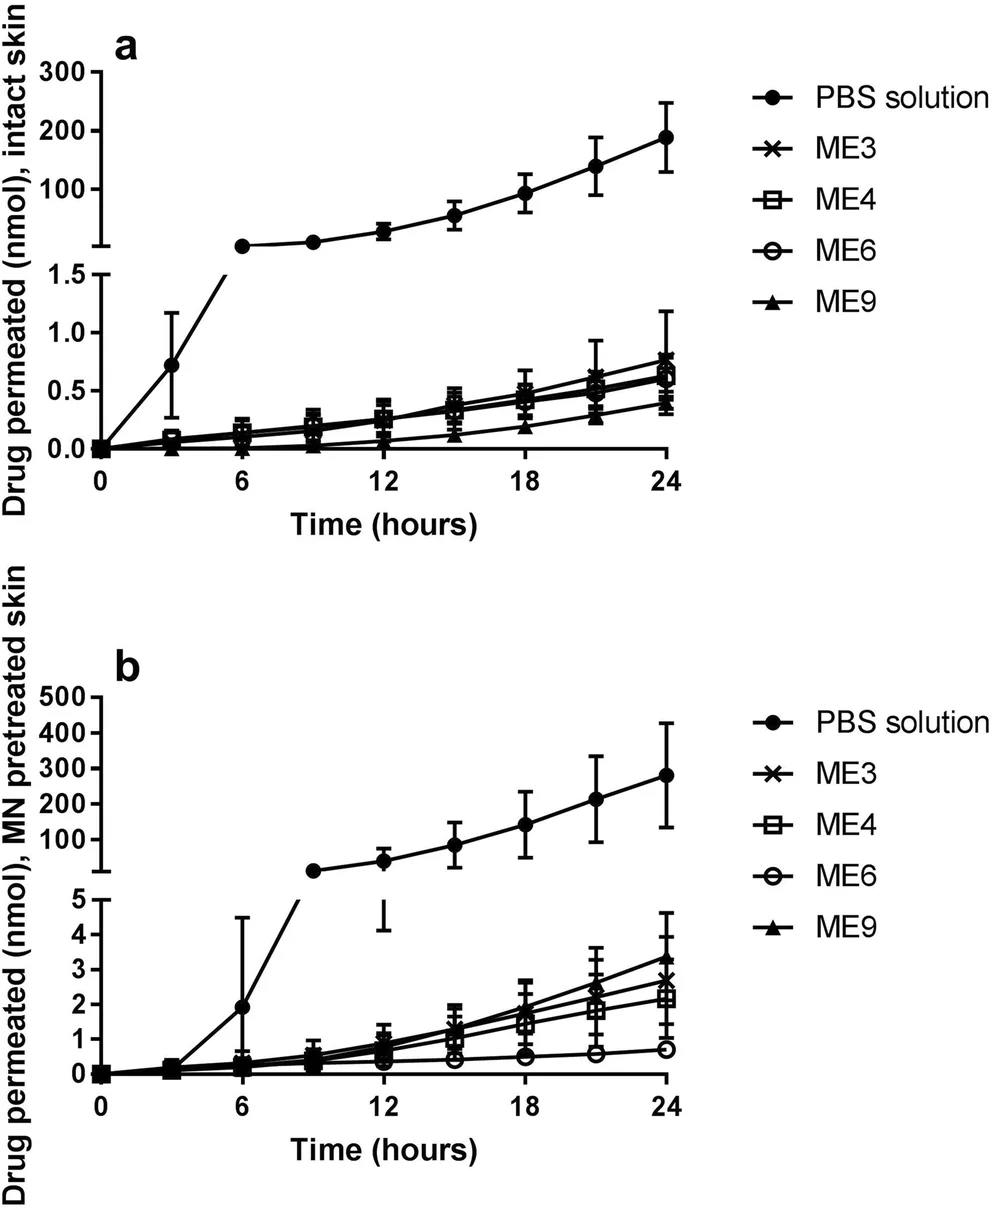 a
Drug permeated (nmol), intact skin
300
200
100
1.5
1.0
0.5
0.0
0 6 12 18 24
Time (hours)
PBS solution
ME3
ME4
ME6
ME9
b
Drug permeated (nmol), MN pretreated skin
500
400
300
200
100
5
4
3
2
1
0
0 6 12 18 24
Time (hours)
PBS solution
ME3
ME4
ME6
ME9